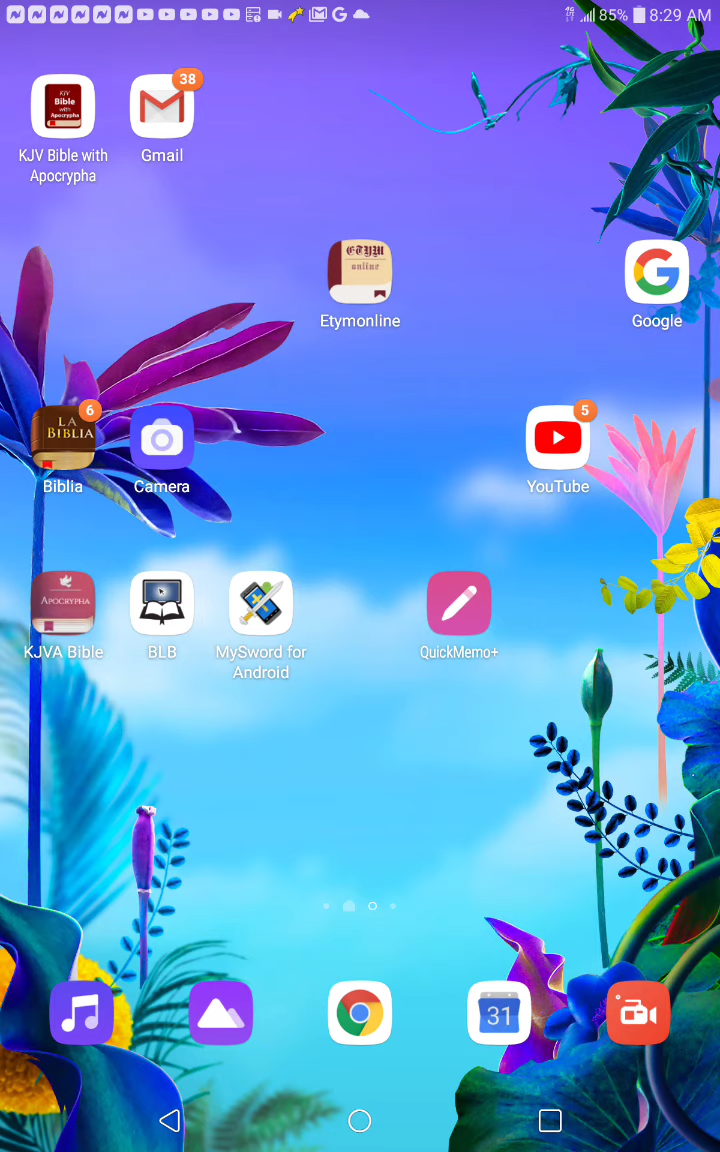 4G
85%
8:29 AM
KJV
Bible
with
Apocrypha
38
KJV Bible with
Apocrypha
Gmail
ETYM
online
Etymonline
Google
LA
BIBLIA
6
5
Biblia
Camera
YouTube
APOCRYPHA
KJVA Bible
BLB
MySword for
Android
QuickMemo+
31